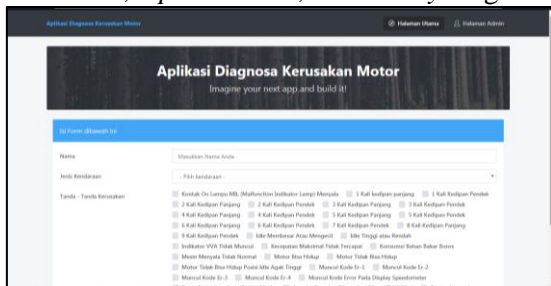 Aplikasi Diagnosa Kerusakan Motor
Halaman Utama
Halaman Admin
Aplikasi Diagnosa Kerusakan Motor
Imagine your next app and build it!
Isi Form dibawah Ini
Nama
Masukkan Nama Anda
Jenis Kendaraan
- Pilih kendaraan -
Tanda - Tanda Kerusakan
Kontak On Lampu MIL (Malfunction Indikator Lamp) Menyala 1 Kali kedipan panjang 1 Kali Kedipan Pendek
2 Kali Kedipan Panjang 2 Kali Kedipan Pendek 3 Kali Kedipan Panjang 3 Kali Kedipan Pendek
4 Kali Kedipan Panjang 4 Kali Kedipan Pendek 5 Kali Kedipan Panjang 5 Kali Kedipan Pendek
6 Kali Kedipan Panjang 6 Kali Kedipan Pendek 7 Kali Kedipan Pendek 8 Kali Kedipan Panjang
9 Kali Kedipan Pendek Idle Membesar Atau Mengecil Idle Tinggi atau Rendah
Indikator VVA Tidak Muncul Kecepatan Maksimal Tidak Tercapai Konsumsi Bahan Bakar Boros
Mesin Menyala Tidak Normal Motor Bisa Hidup Motor Tidak Bisa Hidup
Motor Tidak Bisa Hidup Posisi Idle Agak Tinggi Muncul Kode Er-1 Muncul Kode Er-2
Muncul Kode Er-3 Muncul Kode Er-4 Muncul Kode Error Pada Display Speedometer